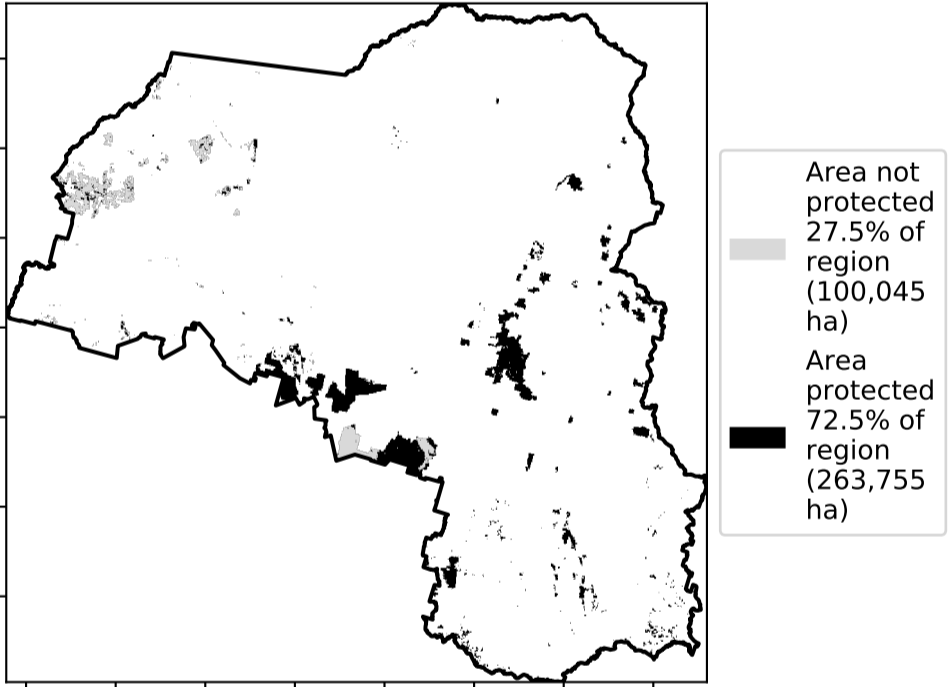 Area not
protected
27.5% of
region
(100,045
ha)
Area
protected
72.5% of
region
(263,755
ha)